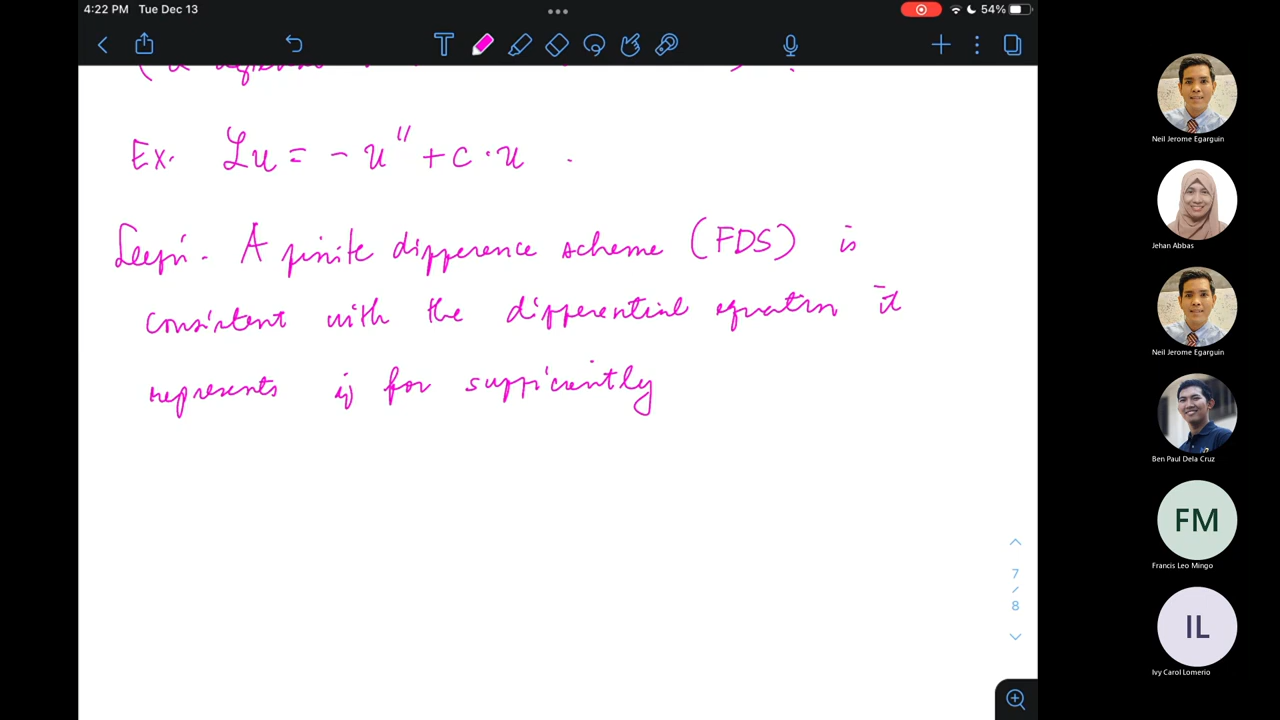 4:22 PM Tue Dec 13
54%
Ex. Lu = - u'' + c · u .
Defn. A finite difference scheme (FDS) is
consistent with the differential equation it
represents if for sufficiently
7
/
8
Neil Jerome Egarguin
Jehan Abbas
Neil Jerome Egarguin
Ben Paul Dela Cruz
FM
Francis Leo Mingo
IL
Ivy Carol Lomerio